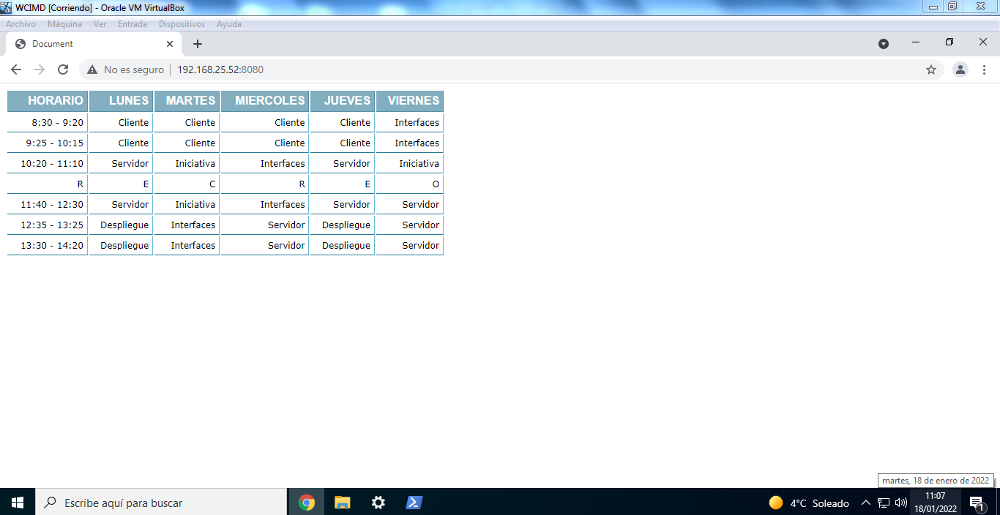 WCIMD [Corriendo] - Oracle VM VirtualBox
Archivo Máquina Ver Entrada Dispositivos Ayuda
Document
No es seguro 192.168.25.52:8080
HORARIO LUNES MARTES MIERCOLES JUEVES VIERNES
8:30 - 9:20 Cliente Cliente Cliente Cliente Interfaces
9:25 - 10:15 Cliente Cliente Cliente Cliente Interfaces
10:20 - 11:10 Servidor Iniciativa Interfaces Servidor Iniciativa
R E C R E O
11:40 - 12:30 Servidor Iniciativa Interfaces Servidor Servidor
12:35 - 13:25 Despliegue Interfaces Servidor Despliegue Servidor
13:30 - 14:20 Despliegue Interfaces Servidor Despliegue Servidor
martes, 18 de enero de 2022
Escribe aquí para buscar
4°C Soleado
11:07
18/01/2022
1